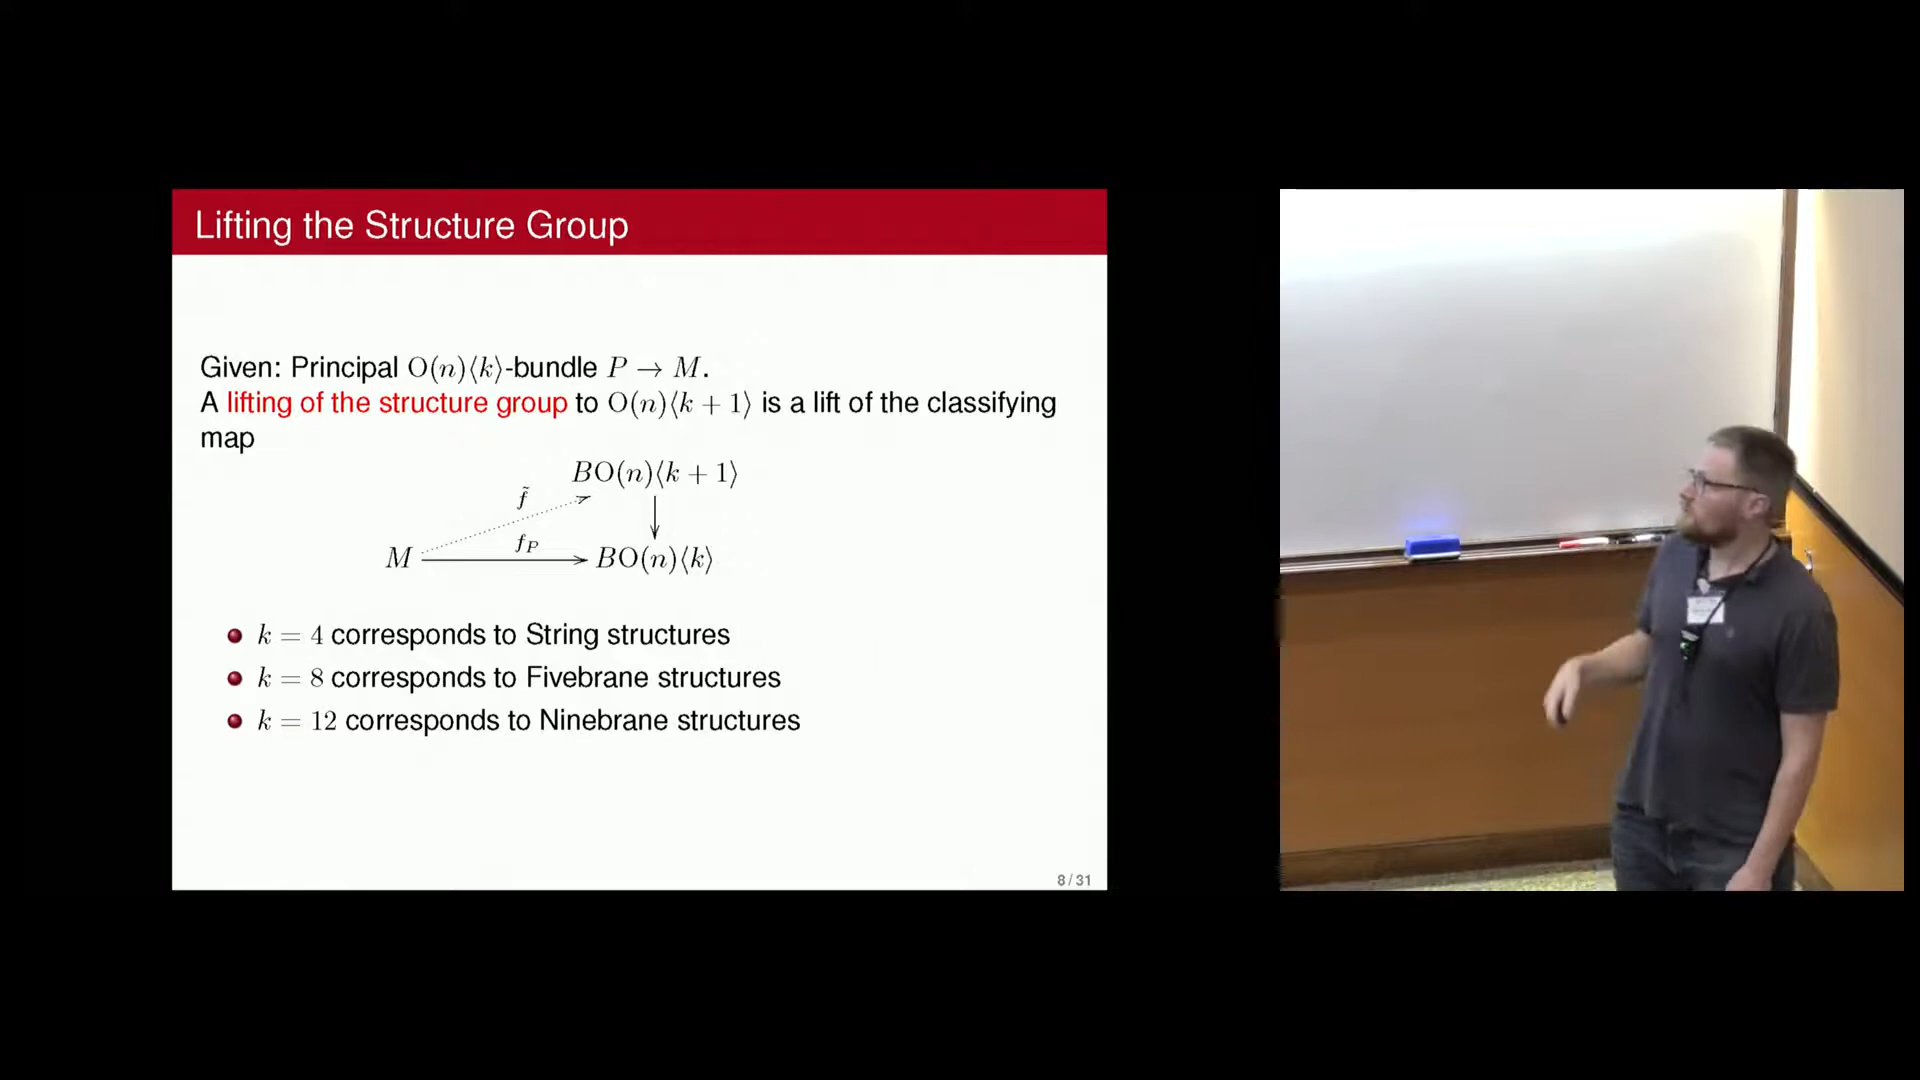 Lifting the Structure Group
Given: Principal O(n)⟨k⟩-bundle P → M.
A lifting of the structure group to O(n)⟨k + 1⟩ is a lift of the classifying
map
BO(n)⟨k + 1⟩
f̃
f_P
M
BO(n)⟨k⟩
k = 4 corresponds to String structures
k = 8 corresponds to Fivebrane structures
k = 12 corresponds to Ninebrane structures
8 / 31